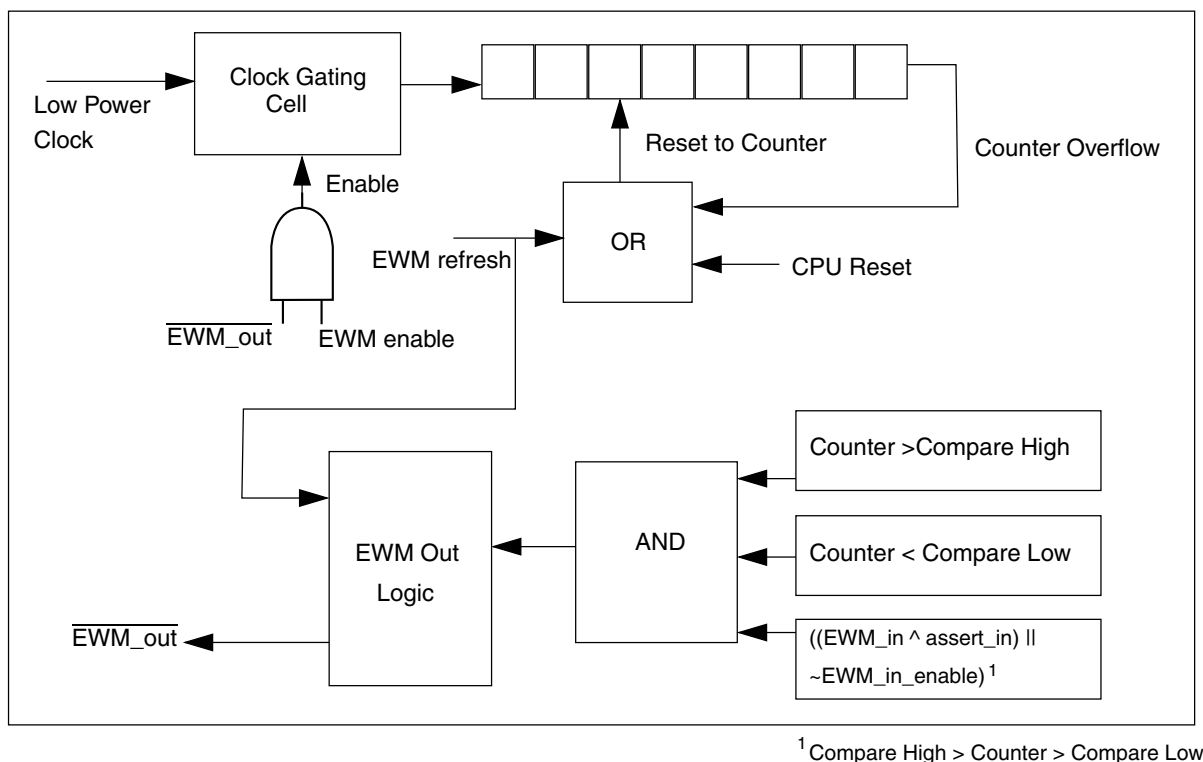 Clock Gating
Cell
Low Power
Clock
Reset to Counter
Counter Overflow
Enable
OR
EWM refresh
CPU Reset
EWM_out
EWM enable
Counter >Compare High
AND
Counter < Compare Low
EWM Out
Logic
EWM_out
((EWM_in ^ assert_in) ||
~EWM_in_enable) 1
1 Compare High > Counter > Compare Low